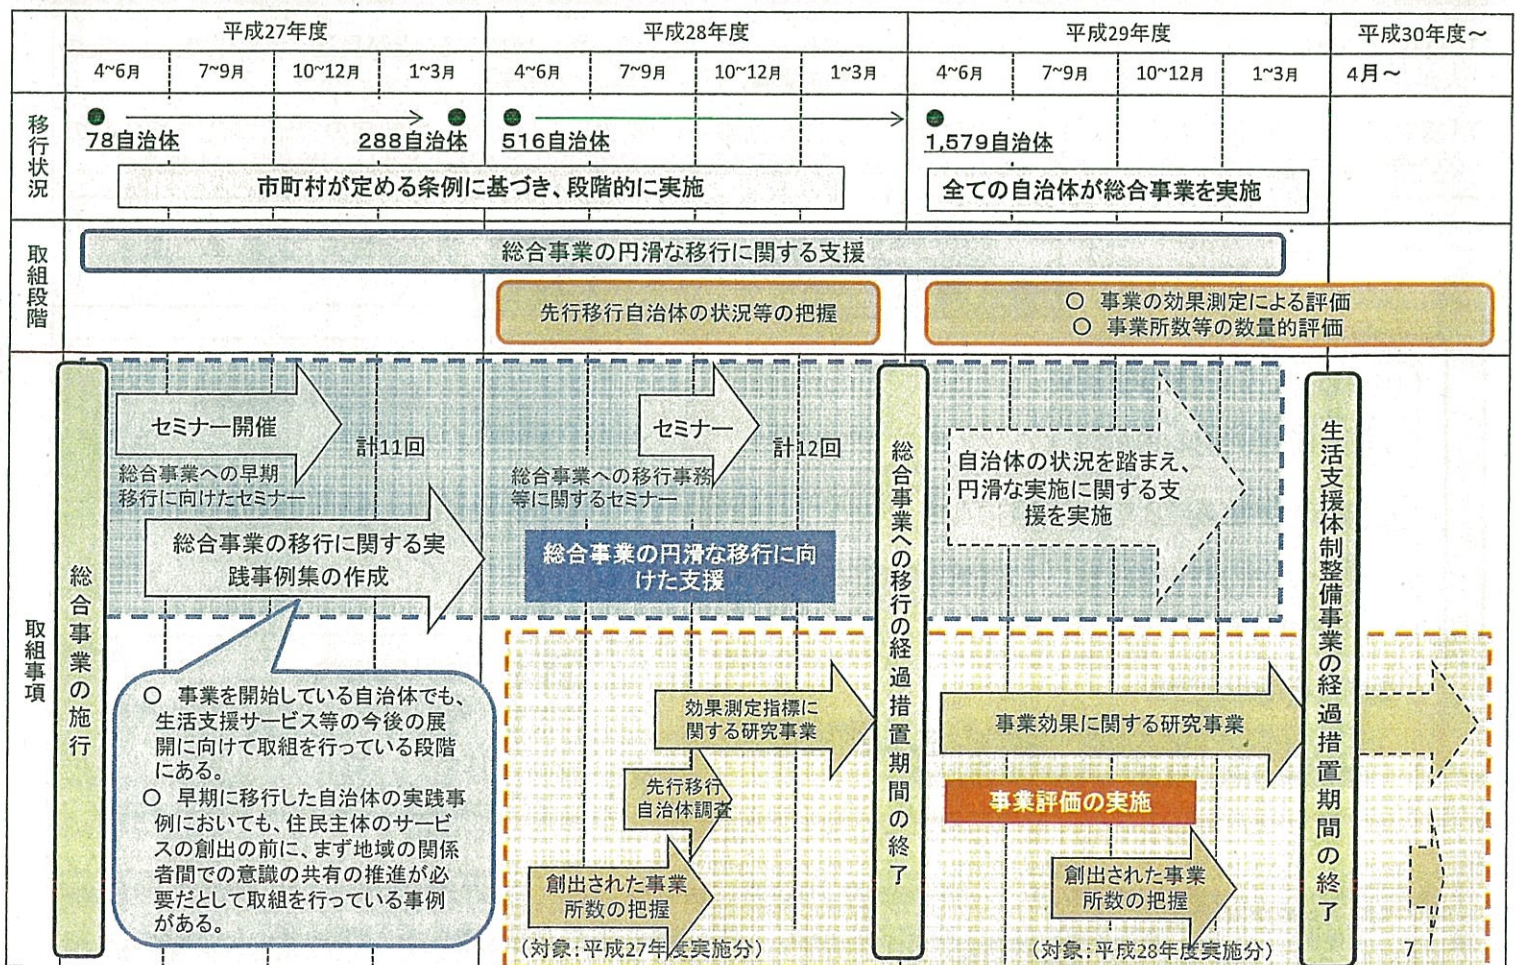 平成27年度
平成28年度
平成29年度
平成30年度～
4~6月
7~9月
10~12月
1~3月
4~6月
7~9月
10~12月
1~3月
4~6月
7~9月
10~12月
1~3月
4月～
移行状況
78自治体
288自治体
516自治体
1,579自治体
市町村が定める条例に基づき、段階的に実施
全ての自治体が総合事業を実施
取組段階
総合事業の円滑な移行に関する支援
先行移行自治体の状況等の把握
○ 事業の効果測定による評価
○ 事業所数等の数量的評価
取組事項
総合事業の施行
セミナー開催
計11回
総合事業への早期
移行に向けたセミナー
総合事業の移行に関する実
践事例集の作成
○ 事業を開始している自治体でも、
生活支援サービス等の今後の展
開に向けて取組を行っている段階
にある。
○ 早期に移行した自治体の実践事
例においても、住民主体のサービ
スの創出の前に、まず地域の関係
者間での意識の共有の推進が必
要だとして取組を行っている事例
がある。
セミナー
計12回
総合事業への移行事務
等に関するセミナー
総合事業の円滑な移行に向
けた支援
効果測定指標に
関する研究事業
先行移行
自治体調査
創出された事業
所数の把握
（対象：平成27年度実施分）
総合事業への移行の経過措置期間の終了
自治体の状況を踏まえ、
円滑な実施に関する支
援を実施
事業効果に関する研究事業
事業評価の実施
創出された事業
所数の把握
（対象：平成28年度実施分）
生活支援体制整備事業の経過措置期間の終了
7